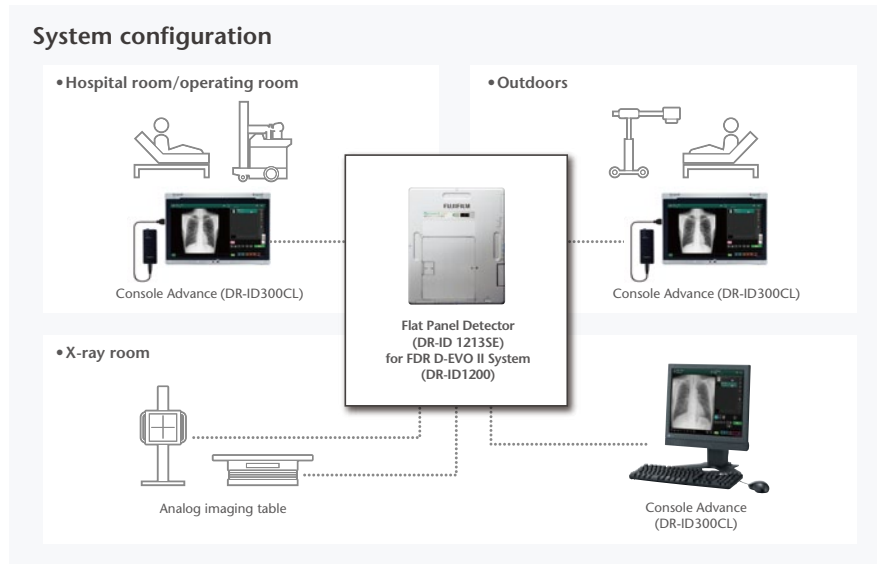 System configuration
•Hospital room/operating room
•Outdoors
FUJIFILM
Console Advance (DR-ID300CL)
Console Advance (DR-ID300CL)
Flat Panel Detector
(DR-ID 1213SE)
for FDR D-EVO II System
(DR-ID1200)
•X-ray room
Analog imaging table
Console Advance
(DR-ID300CL)